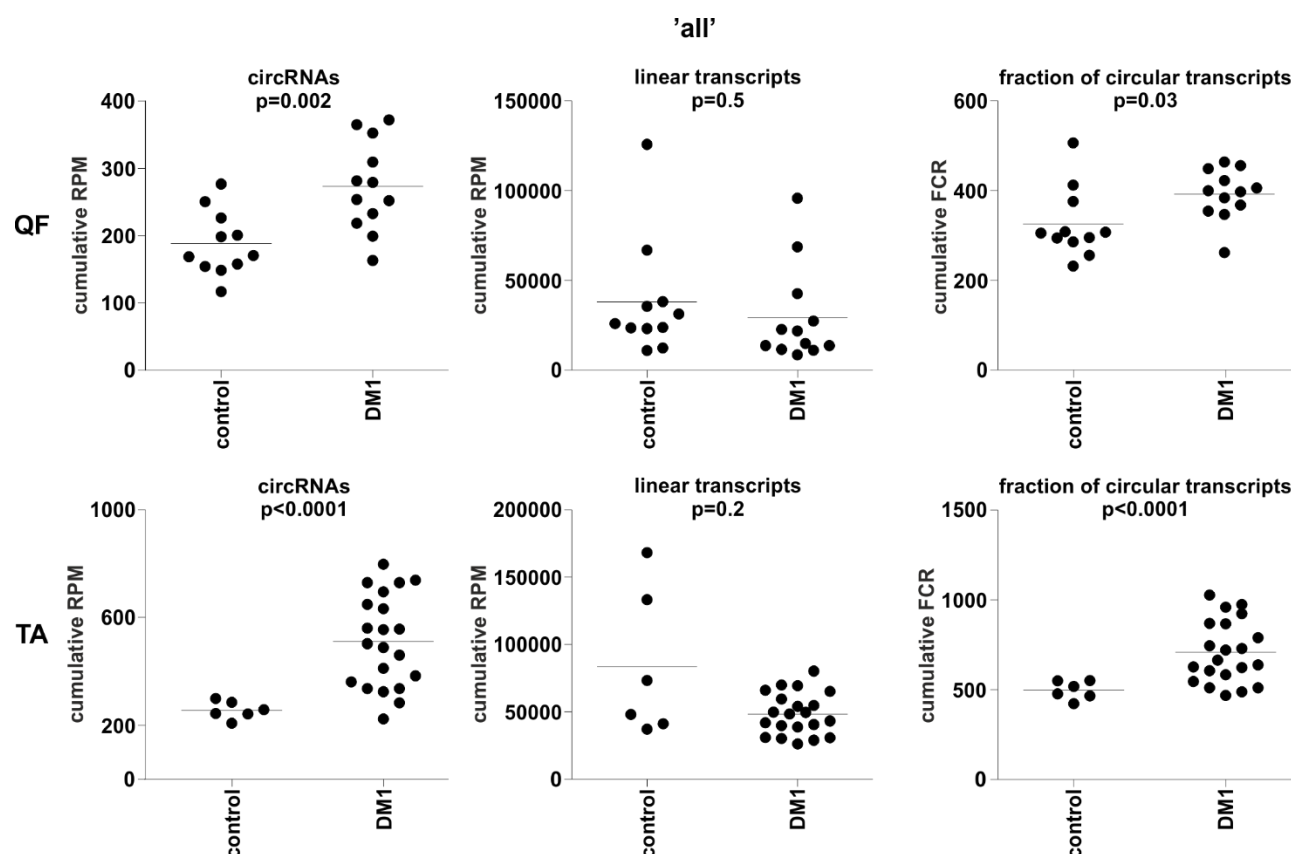 'all'
circRNAs
p=0.002
cumulative RPM
400
300
200
100
0
control
DM1
linear transcripts
p=0.5
cumulative RPM
150000
100000
50000
0
control
DM1
fraction of circular transcripts
p=0.03
cumulative FCR
600
400
200
0
control
DM1
QF
circRNAs
p<0.0001
cumulative RPM
1000
600
200
0
control
DM1
linear transcripts
p=0.2
cumulative RPM
200000
150000
100000
50000
0
control
DM1
fraction of circular transcripts
p<0.0001
cumulative FCR
1500
1000
500
0
control
DM1
TA